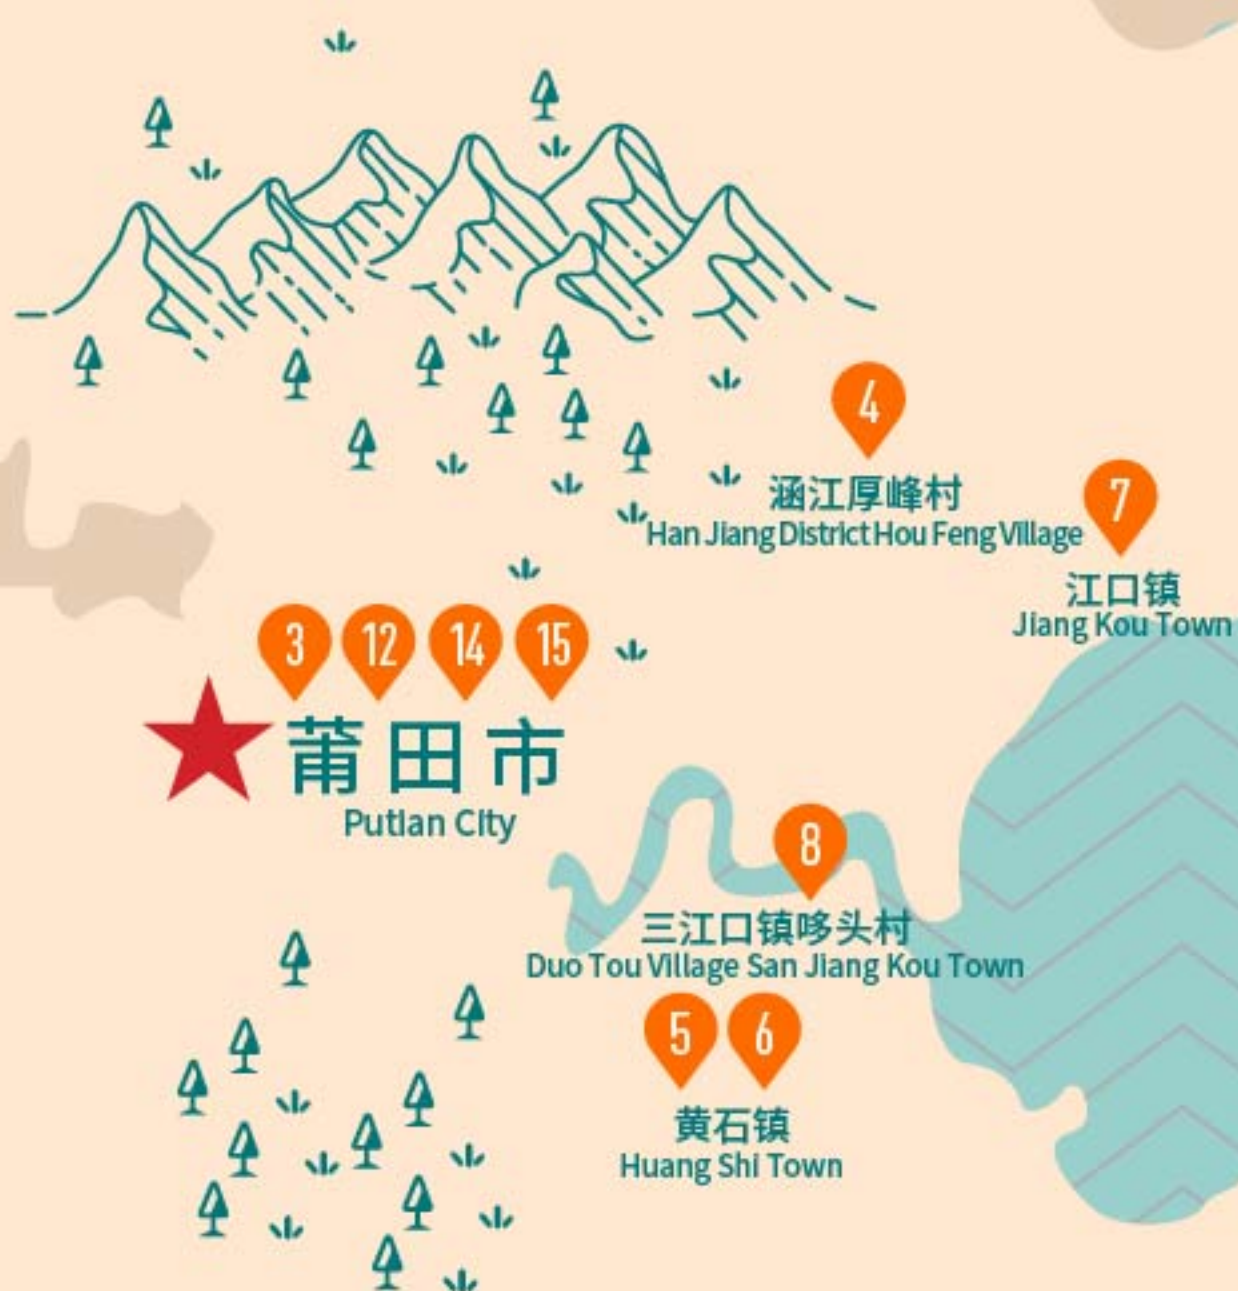 4
涵江厚峰村
Han Jiang District Hou Feng Village
7
江口镇
Jiang Kou Town
3 12 14 15
莆田市
Putian City
8
三江口镇哆头村
Duo Tou Village San Jiang Kou Town
5 6
黄石镇
Huang Shi Town